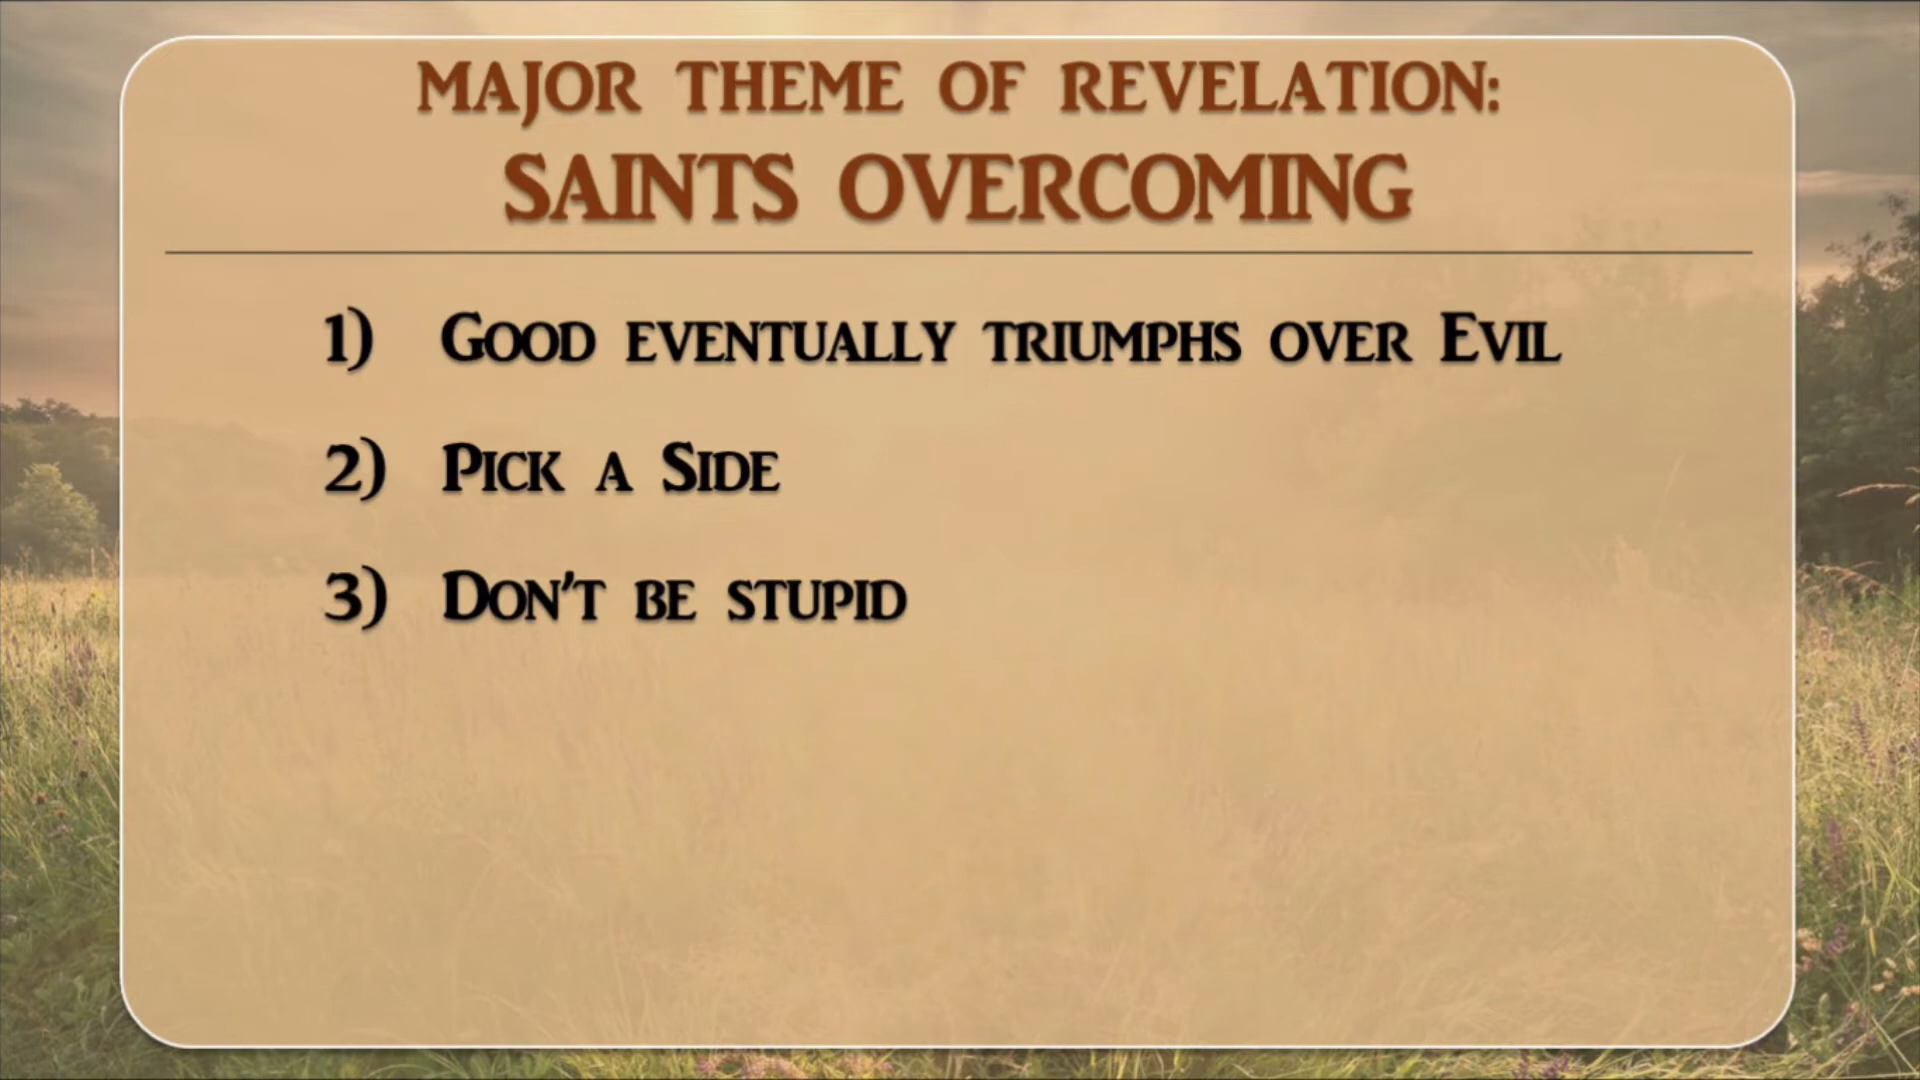 MAJOR THEME OF REVELATION:
SAINTS OVERCOMING
1) GOOD EVENTUALLY TRIUMPHS OVER EVIL
2) PICK A SIDE
3) DON'T BE STUPID